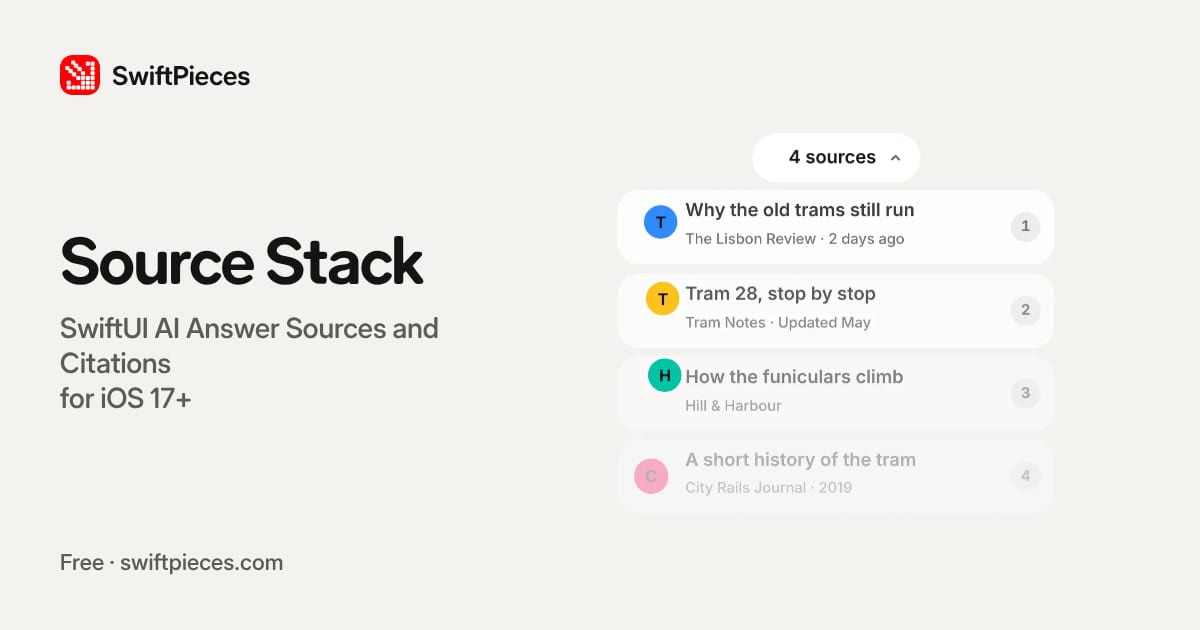 SwiftPieces
Source Stack
SwiftUI AI Answer Sources and
Citations
for iOS 17+
Free · swiftpieces.com
4 sources
T
Why the old trams still run
The Lisbon Review · 2 days ago
1
T
Tram 28, stop by stop
Tram Notes · Updated May
2
H
How the funiculars climb
Hill & Harbour
3
C
A short history of the tram
City Rails Journal · 2019
4